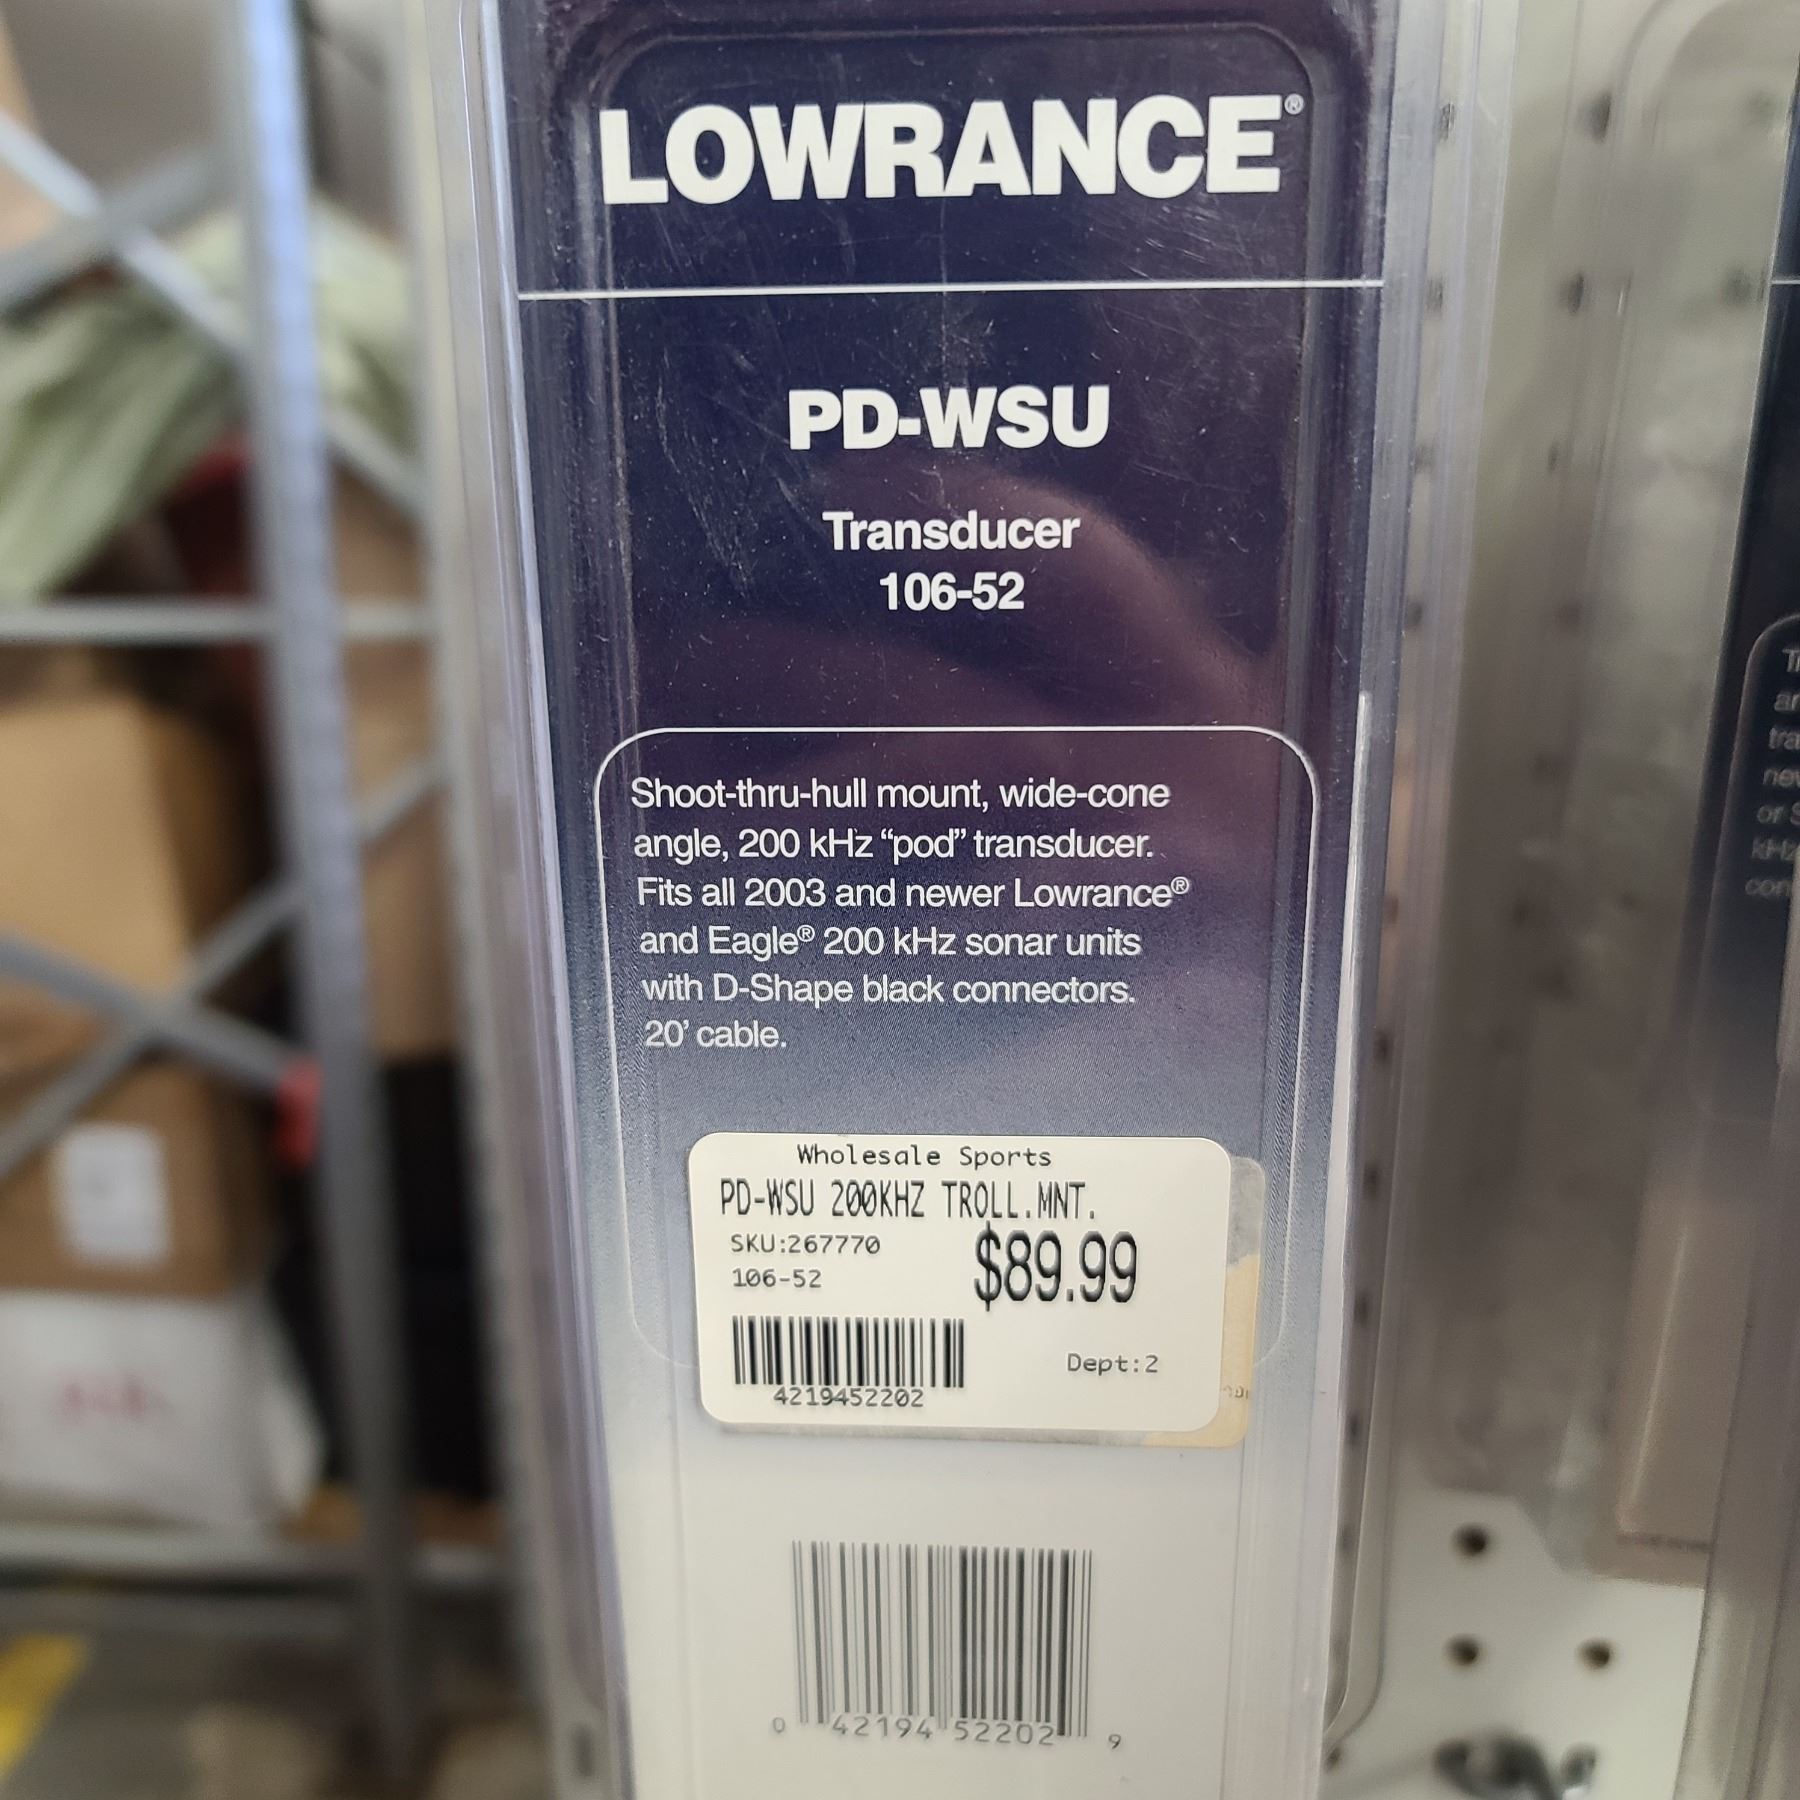 LOWRANCE®
PD-WSU
Transducer
106-52
Shoot-thru-hull mount, wide-cone
angle, 200 kHz “pod” transducer.
Fits all 2003 and newer Lowrance®
and Eagle® 200 kHz sonar units
with D-Shape black connectors.
20’ cable.
Wholesale Sports
PD-WSU 200KHZ TROLL.MNT.
SKU:267770
$89.99
106-52
Dept:2
4219452202
0 42194 52202 9